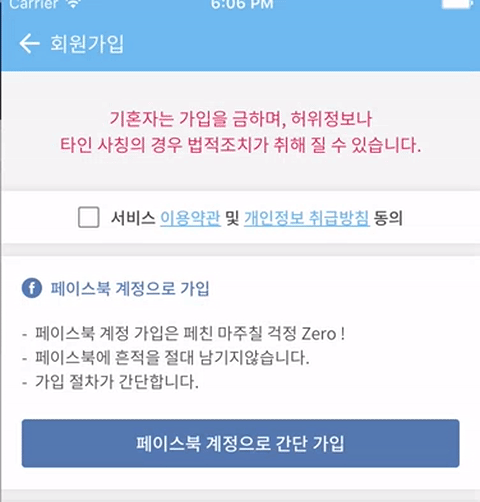 Carrier 6:06 PM
회원가입
기혼자는 가입을 금하며, 허위정보나
타인 사칭의 경우 법적조치가 취해 질 수 있습니다.
서비스 이용약관 및 개인정보 취급방침 동의
페이스북 계정으로 가입
- 페이스북 계정 가입은 페친 마주칠 걱정 Zero !
- 페이스북에 흔적을 절대 남기지않습니다.
- 가입 절차가 간단합니다.
페이스북 계정으로 간단 가입